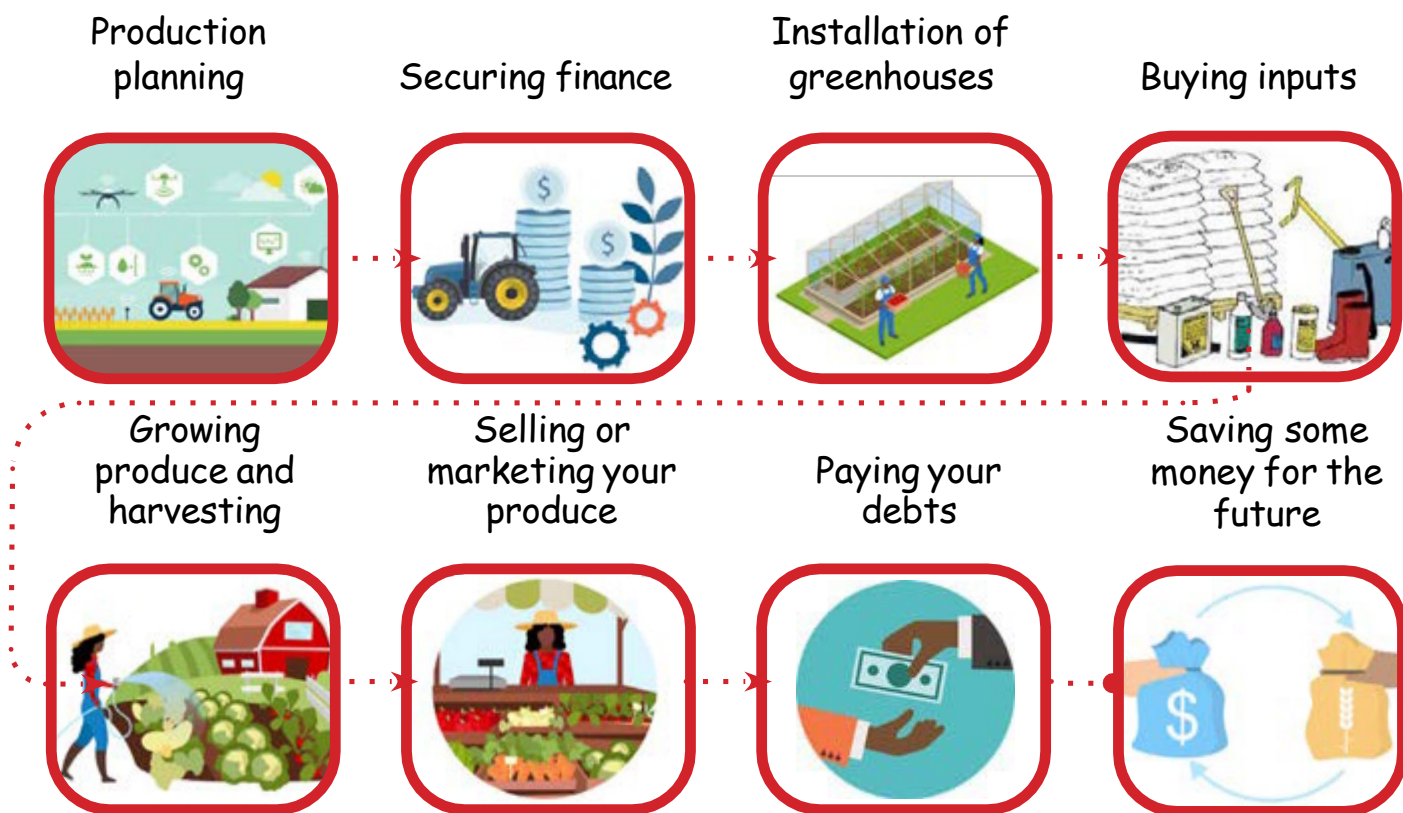 Production
planning
Securing finance
Installation of
greenhouses
Buying inputs
$
$
Growing
produce and
harvesting
Selling or
marketing your
produce
Paying your
debts
Saving some
money for the
future
$